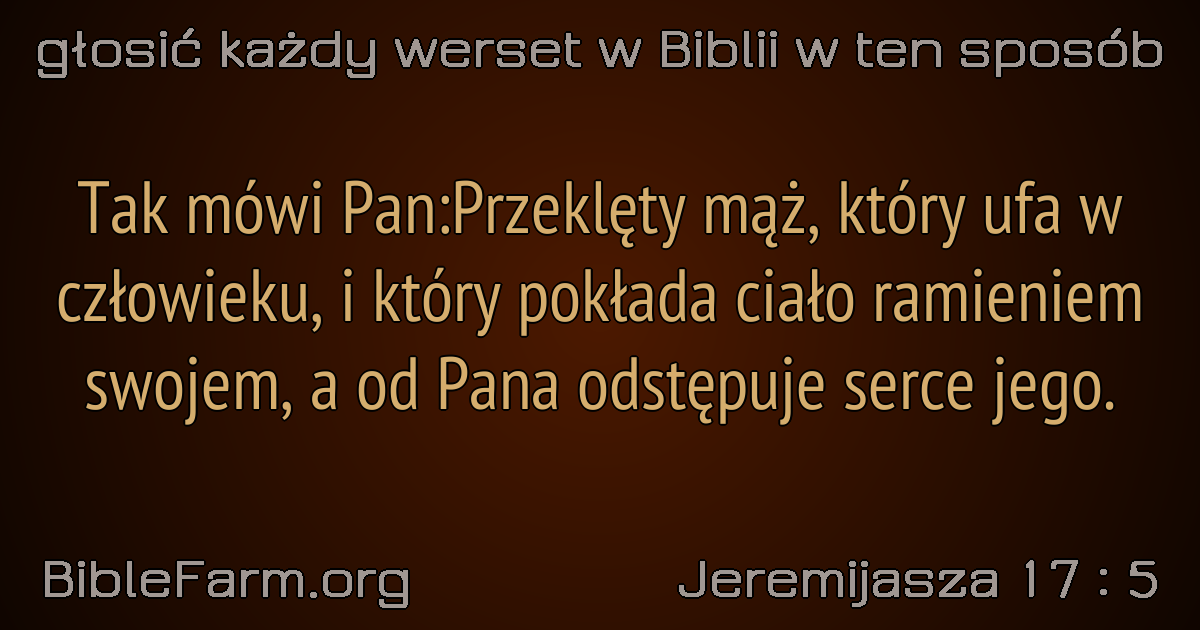 głosić każdy werset w Biblii w ten sposób
Tak mówi Pan:Przeklęty mąż, który ufa w
człowieku, i który pokłada ciało ramieniem
swojem, a od Pana odstępuje serce jego.
BibleFarm.org
Jeremijasza 17 : 5